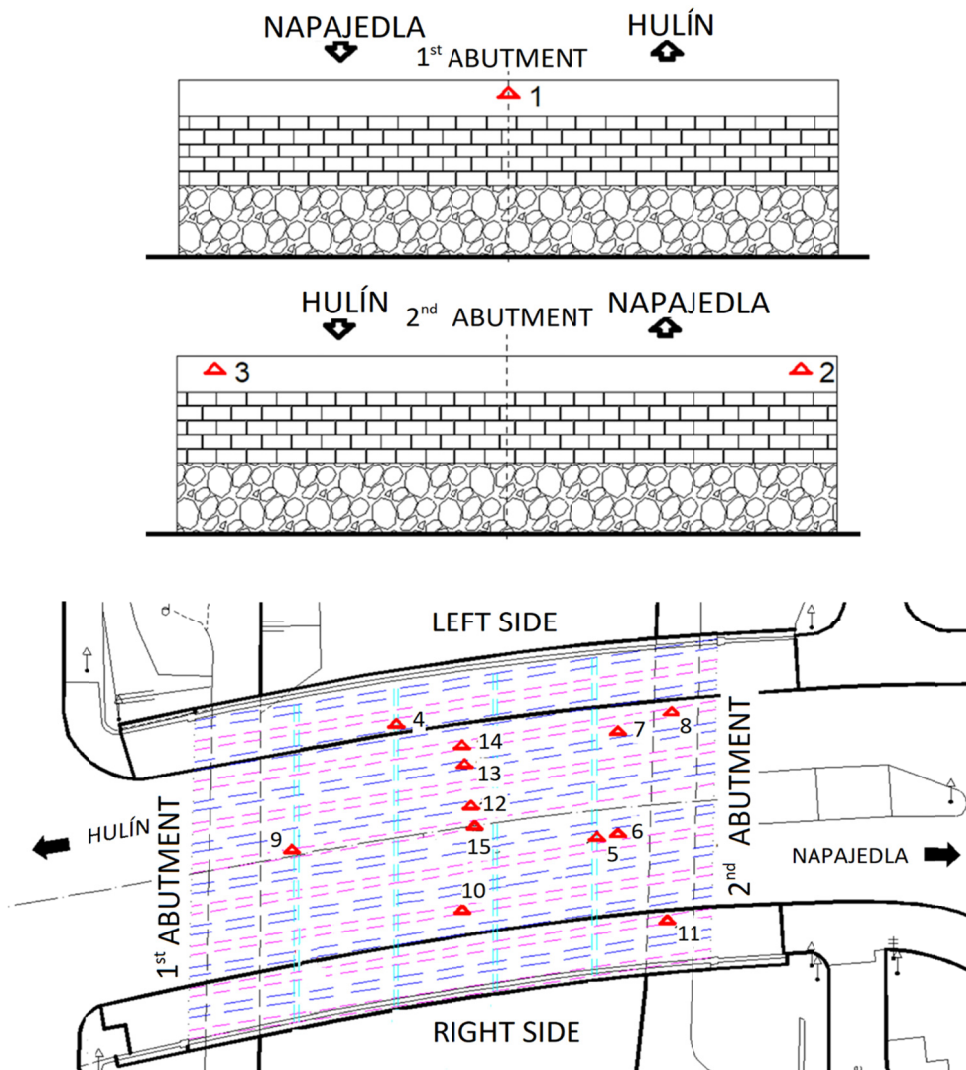 NAPAJEDLA HULÍN
1st ABUTMENT
1
HULÍN 2nd ABUTMENT NAPAJEDLA
3 2
LEFT SIDE
4
7 8
14
13
12
15
6
5
9
10
11
HULÍN
1st ABUTMENT
2nd ABUTMENT
NAPAJEDLA
RIGHT SIDE